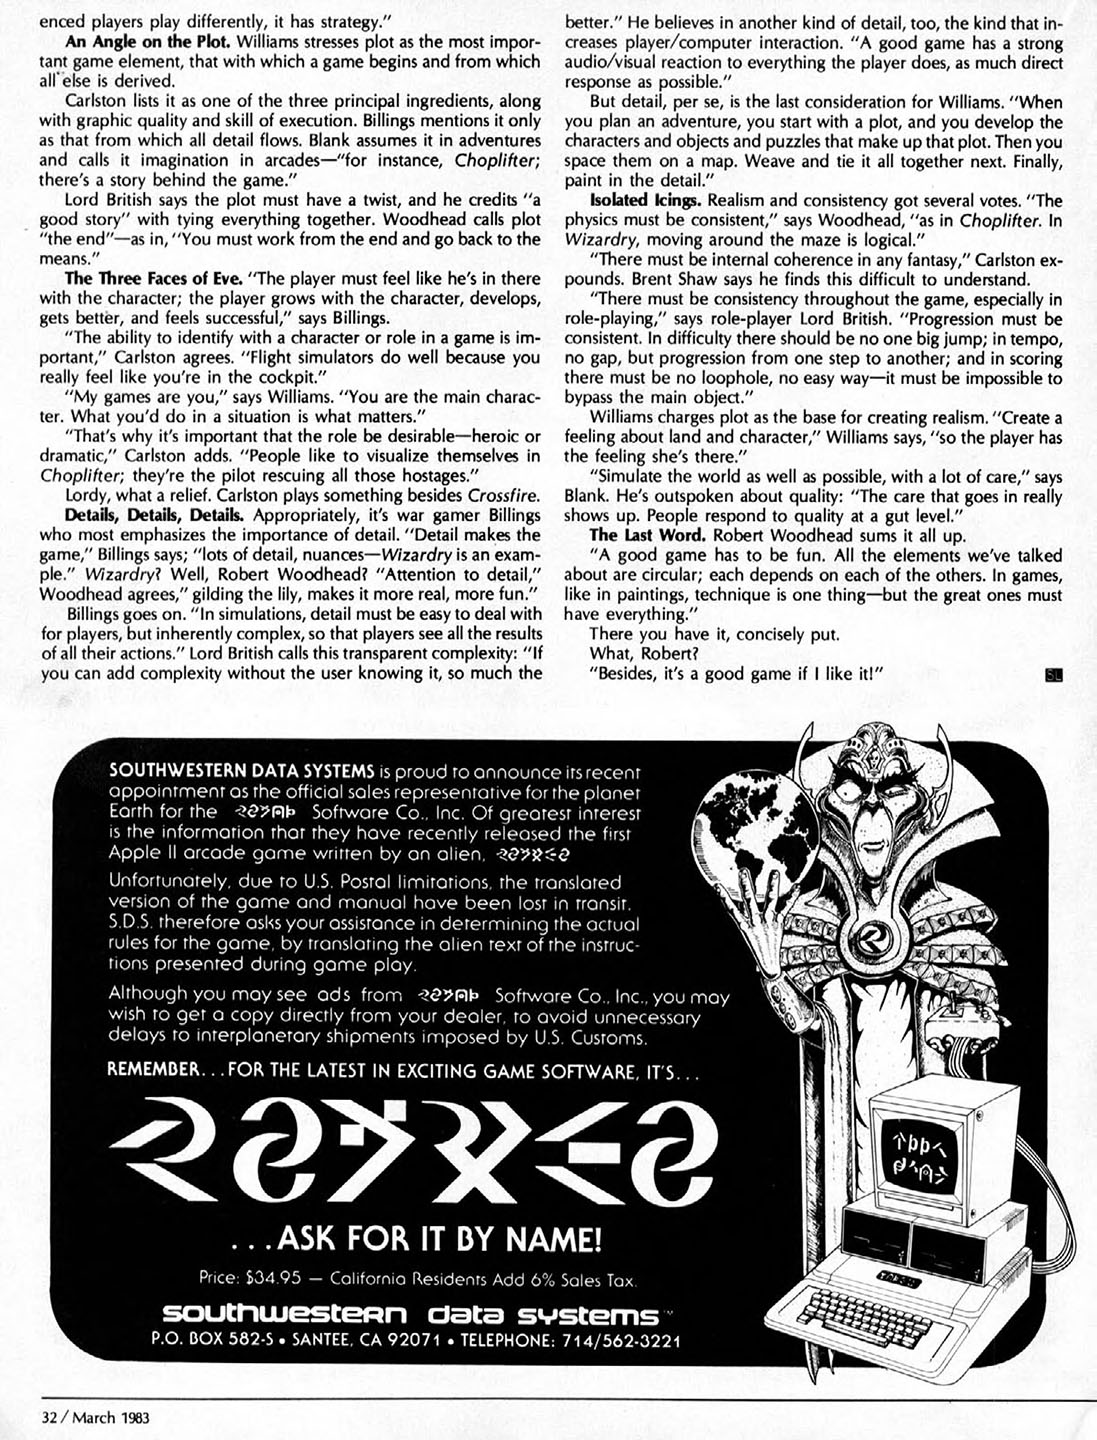 enced players play differently, it has strategy."
An Angle on the Plot. Williams stresses plot as the most impor-
tant game element, that with which a game begins and from which
all else is derived.
Carlston lists it as one of the three principal ingredients, along
with graphic quality and skill of execution. Billings mentions it only
as that from which all detail flows. Blank assumes it in adventures
and calls it imagination in arcades—"for instance, Choplifter;
there's a story behind the game."
Lord British says the plot must have a twist, and he credits "a
good story" with tying everything together. Woodhead calls plot
"the end"—as in, "You must work from the end and go back to the
means."
The Three Faces of Eve. "The player must feel like he's in there
with the character; the player grows with the character, develops,
gets better, and feels successful," says Billings.
"The ability to identify with a character or role in a game is im-
portant," Carlston agrees. "Flight simulators do well because you
really feel like you're in the cockpit."
"My games are you," says Williams. "You are the main charac-
ter. What you'd do in a situation is what matters."
"That's why it's important that the role be desirable—heroic or
dramatic," Carlston adds. "People like to visualize themselves in
Choplifter; they're the pilot rescuing all those hostages."
Lordy, what a relief. Carlston plays something besides Crossfire.
Details, Details, Details. Appropriately, it's war gamer Billings
who most emphasizes the importance of detail. "Detail makes the
game," Billings says; "lots of detail, nuances—Wizardry is an exam-
ple." Wizardry? Well, Robert Woodhead? "Attention to detail,"
Woodhead agrees," gilding the lily, makes it more real, more fun."
Billings goes on. "In simulations, detail must be easy to deal with
for players, but inherently complex, so that players see all the results
of all their actions." Lord British calls this transparent complexity: "If
you can add complexity without the user knowing it, so much the
better." He believes in another kind of detail, too, the kind that in-
creases player/computer interaction. "A good game has a strong
audio/visual reaction to everything the player does, as much direct
response as possible."
But detail, per se, is the last consideration for Williams. "When
you plan an adventure, you start with a plot, and you develop the
characters and objects and puzzles that make up that plot. Then you
space them on a map. Weave and tie it all together next. Finally,
paint in the detail."
Isolated Icings. Realism and consistency got several votes. "The
physics must be consistent," says Woodhead, "as in Choplifter. In
Wizardry, moving around the maze is logical."
"There must be internal coherence in any fantasy," Carlston ex-
pounds. Brent Shaw says he finds this difficult to understand.
"There must be consistency throughout the game, especially in
role-playing," says role-player Lord British. "Progression must be
consistent. In difficulty there should be no one big jump; in tempo,
no gap, but progression from one step to another; and in scoring
there must be no loophole, no easy way—it must be impossible to
bypass the main object."
Williams charges plot as the base for creating realism. "Create a
feeling about land and character," Williams says, "so the player has
the feeling she's there."
"Simulate the world as well as possible, with a lot of care," says
Blank. He's outspoken about quality: "The care that goes in really
shows up. People respond to quality at a gut level."
The Last Word. Robert Woodhead sums it all up.
"A good game has to be fun. All the elements we've talked
about are circular; each depends on each of the others. In games,
like in paintings, technique is one thing—but the great ones must
have everything."
There you have it, concisely put.
What, Robert?
"Besides, it's a good game if I like it!"
SL
SOUTHWESTERN DATA SYSTEMS is proud to announce its recent
appointment as the official sales representative for the planet
Earth for the Software Co., Inc. Of greatest interest
is the information that they have recently released the first
Apple II arcade game written by an alien,
Unfortunately, due to U.S. Postal limitations, the translated
version of the game and manual have been lost in transit.
S.D.S. therefore asks your assistance in determining the actual
rules for the game, by translating the alien text of the instruc-
tions presented during game play.
Although you may see ads from Software Co., Inc., you may
wish to get a copy directly from your dealer, to avoid unnecessary
delays to interplanetary shipments imposed by U.S. Customs.
REMEMBER...FOR THE LATEST IN EXCITING GAME SOFTWARE, IT'S...
...ASK FOR IT BY NAME!
Price: $34.95 — California Residents Add 6% Sales Tax.
southwestern data systems™
P.O. BOX 582-S • SANTEE, CA 92071 • TELEPHONE: 714/562-3221
32 / March 1983